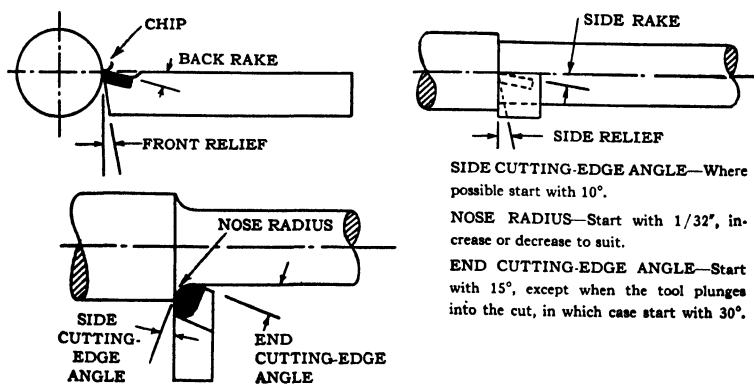 CHIP
BACK RAKE
FRONT RELIEF
SIDE RAKE
SIDE RELIEF
NOSE RADIUS
SIDE
CUTTING-
EDGE
ANGLE
END
CUTTING-EDGE
ANGLE
SIDE CUTTING-EDGE ANGLE—Where
possible start with 10°.
NOSE RADIUS—Start with 1/32", in-
crease or decrease to suit.
END CUTTING-EDGE ANGLE—Start
with 15°, except when the tool plunges
into the cut, in which case start with 30°.